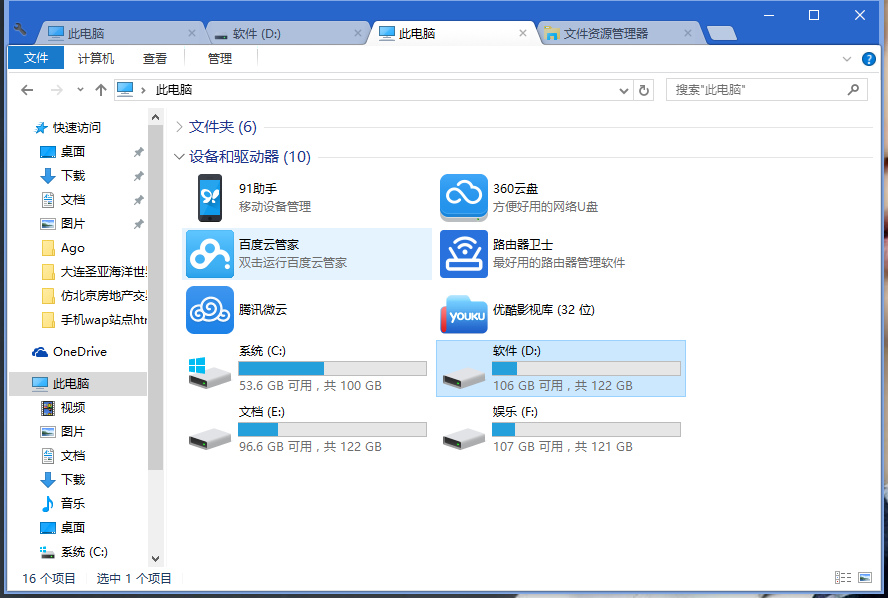 此电脑
软件 (D:)
此电脑
文件资源管理器
文件
计算机
查看
管理
此电脑
搜索"此电脑"
快速访问
桌面
下载
文档
图片
Ago
大连圣亚海洋世
仿北京房地产交
手机wap站点htr
OneDrive
此电脑
视频
图片
文档
下载
音乐
桌面
系统 (C:)
文件夹 (6)
设备和驱动器 (10)
91助手
移动设备管理
360云盘
方便好用的网络U盘
百度云管家
双击运行百度云管家
路由器卫士
最好用的路由器管理软件
腾讯微云
YOUKU
优酷影视库 (32 位)
系统 (C:)
53.6 GB 可用，共 100 GB
软件 (D:)
106 GB 可用，共 122 GB
文档 (E:)
96.6 GB 可用，共 122 GB
娱乐 (F:)
107 GB 可用，共 121 GB
16 个项目
选中 1 个项目